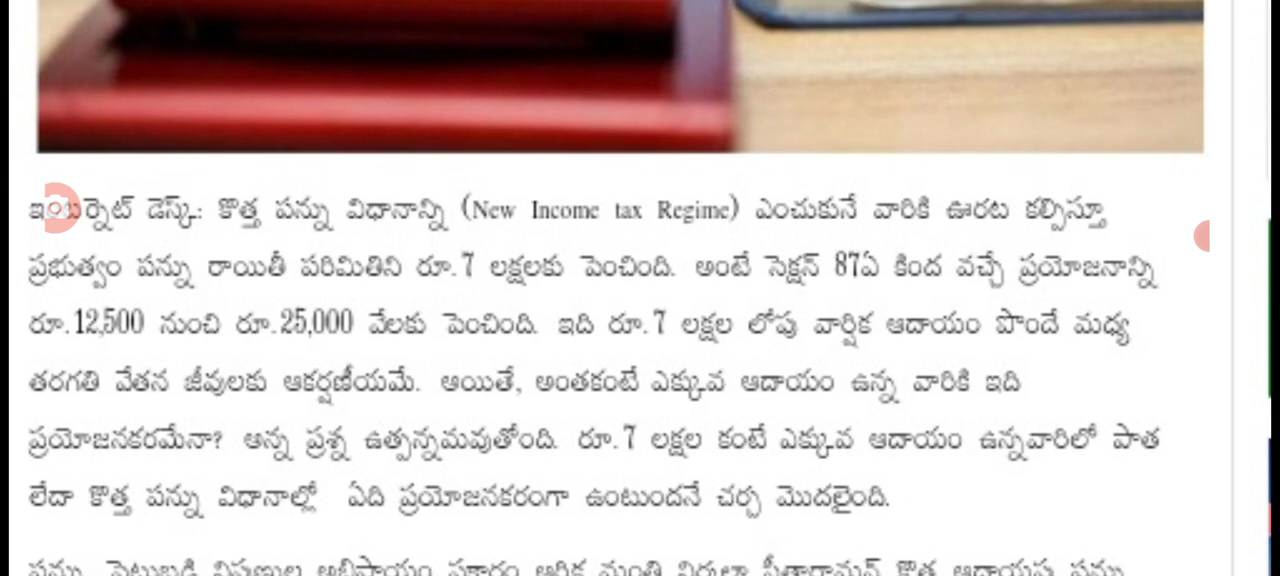 ఇంటర్నెట్ డెస్క్: కొత్త పన్ను విధానాన్ని (New Income tax Regime) ఎంచుకునే వారికి ఊరట కల్పిస్తూ
ప్రభుత్వం పన్ను రాయితీ పరిమితిని రూ.7 లక్షలకు పెంచింది. అంటే సెక్షన్ 87ఏ కింద వచ్చే ప్రయోజనాన్ని
రూ.12,500 నుంచి రూ.25,000 వేలకు పెంచింది. ఇది రూ.7 లక్షల లోపు వార్షిక ఆదాయం పొందే మధ్య
తరగతి వేతన జీవులకు ఆకర్షణీయమే. అయితే, అంతకంటే ఎక్కువ ఆదాయం ఉన్న వారికి ఇది
ప్రయోజనకరమేనా? అన్న ప్రశ్న ఉత్పన్నమవుతోంది. రూ.7 లక్షల కంటే ఎక్కువ ఆదాయం ఉన్నవారిలో పాత
లేదా కొత్త పన్ను విధానాల్లో ఏది ప్రయోజనకరంగా ఉంటుందనే చర్చ మొదలైంది.